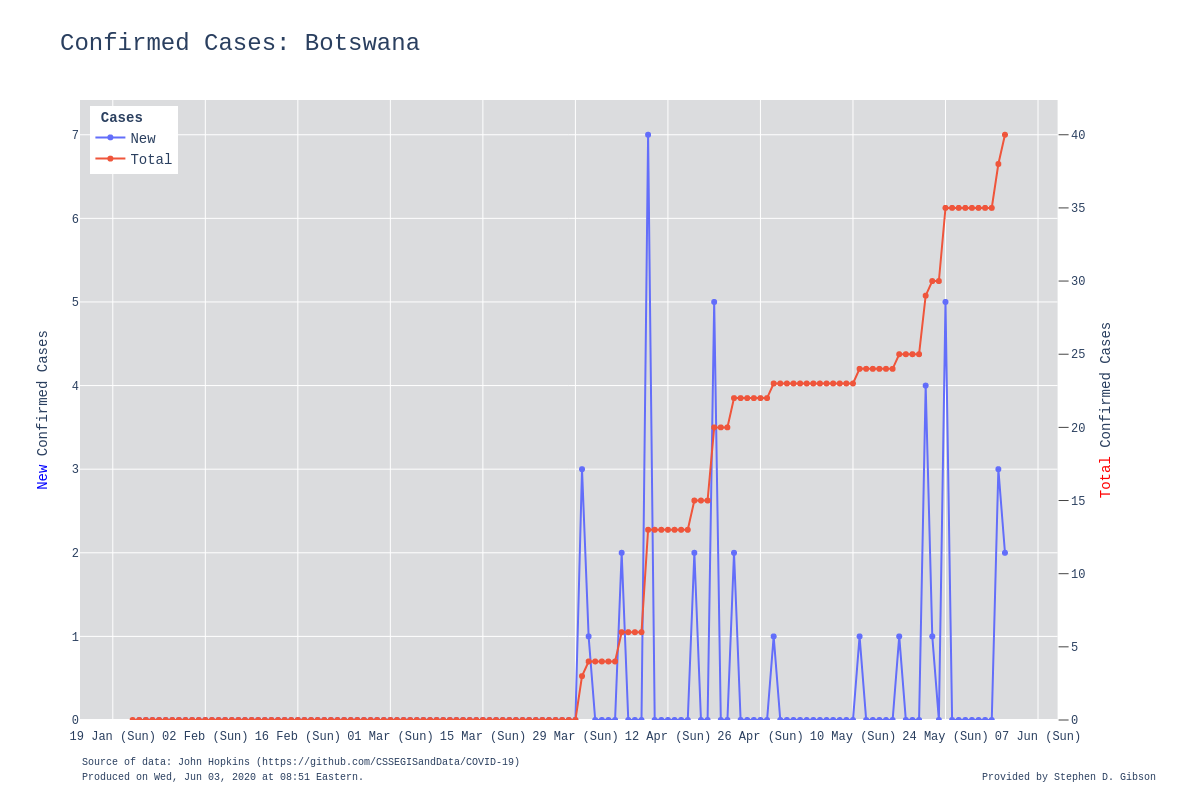 Confirmed Cases: Botswana
Cases
New
Total
7
6
5
4
3
2
1
0
40
35
30
25
20
15
10
5
0
New Confirmed Cases
Total Confirmed Cases
19 Jan (Sun) 02 Feb (Sun) 16 Feb (Sun) 01 Mar (Sun) 15 Mar (Sun) 29 Mar (Sun) 12 Apr (Sun) 26 Apr (Sun) 10 May (Sun) 24 May (Sun) 07 Jun (Sun)
Source of data: John Hopkins (https://github.com/CSSEGISandData/COVID-19)
Produced on Wed, Jun 03, 2020 at 08:51 Eastern.
Provided by Stephen D. Gibson